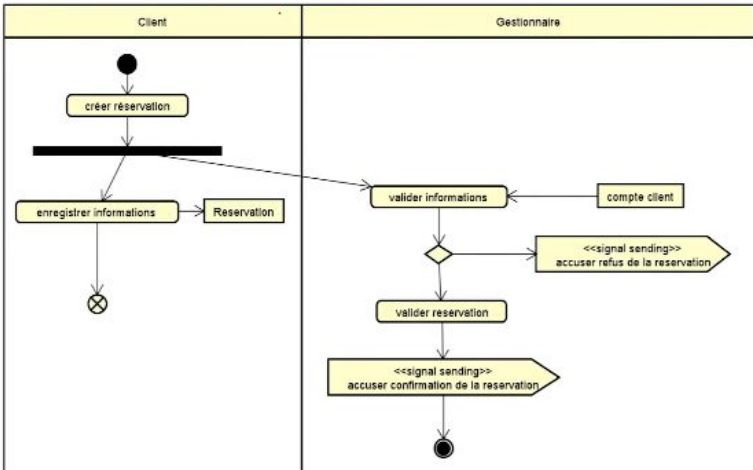 Client
Gestionnaire
créer réservation
enregistrer informations
Reservation
valider informations
compte client
<<signal sending>>
accuser refus de la reservation
valider reservation
<<signal sending>>
accuser confirmation de la reservation